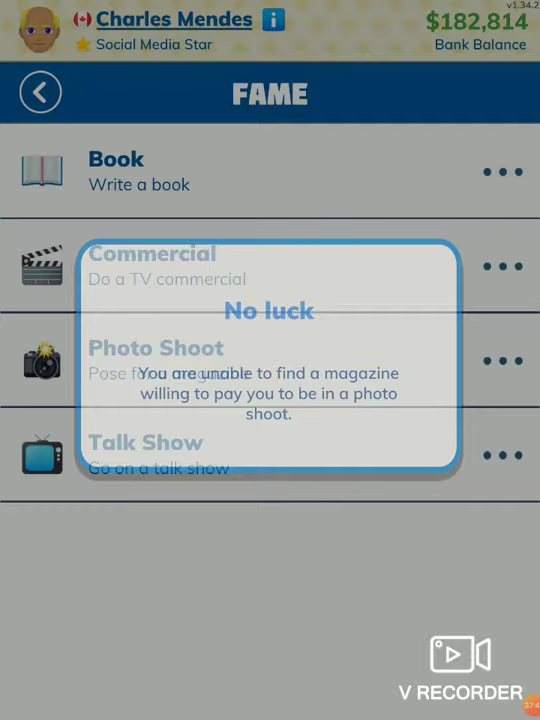 v1.34.2
Charles Mendes
$182,814
Social Media Star
Bank Balance
FAME
Book
Write a book
Commercial
Do a TV commercial
No luck
Photo Shoot
You are unable to find a magazine
willing to pay you to be in a photo
shoot.
Talk Show
Go on a talk show
V RECORDER
37:4